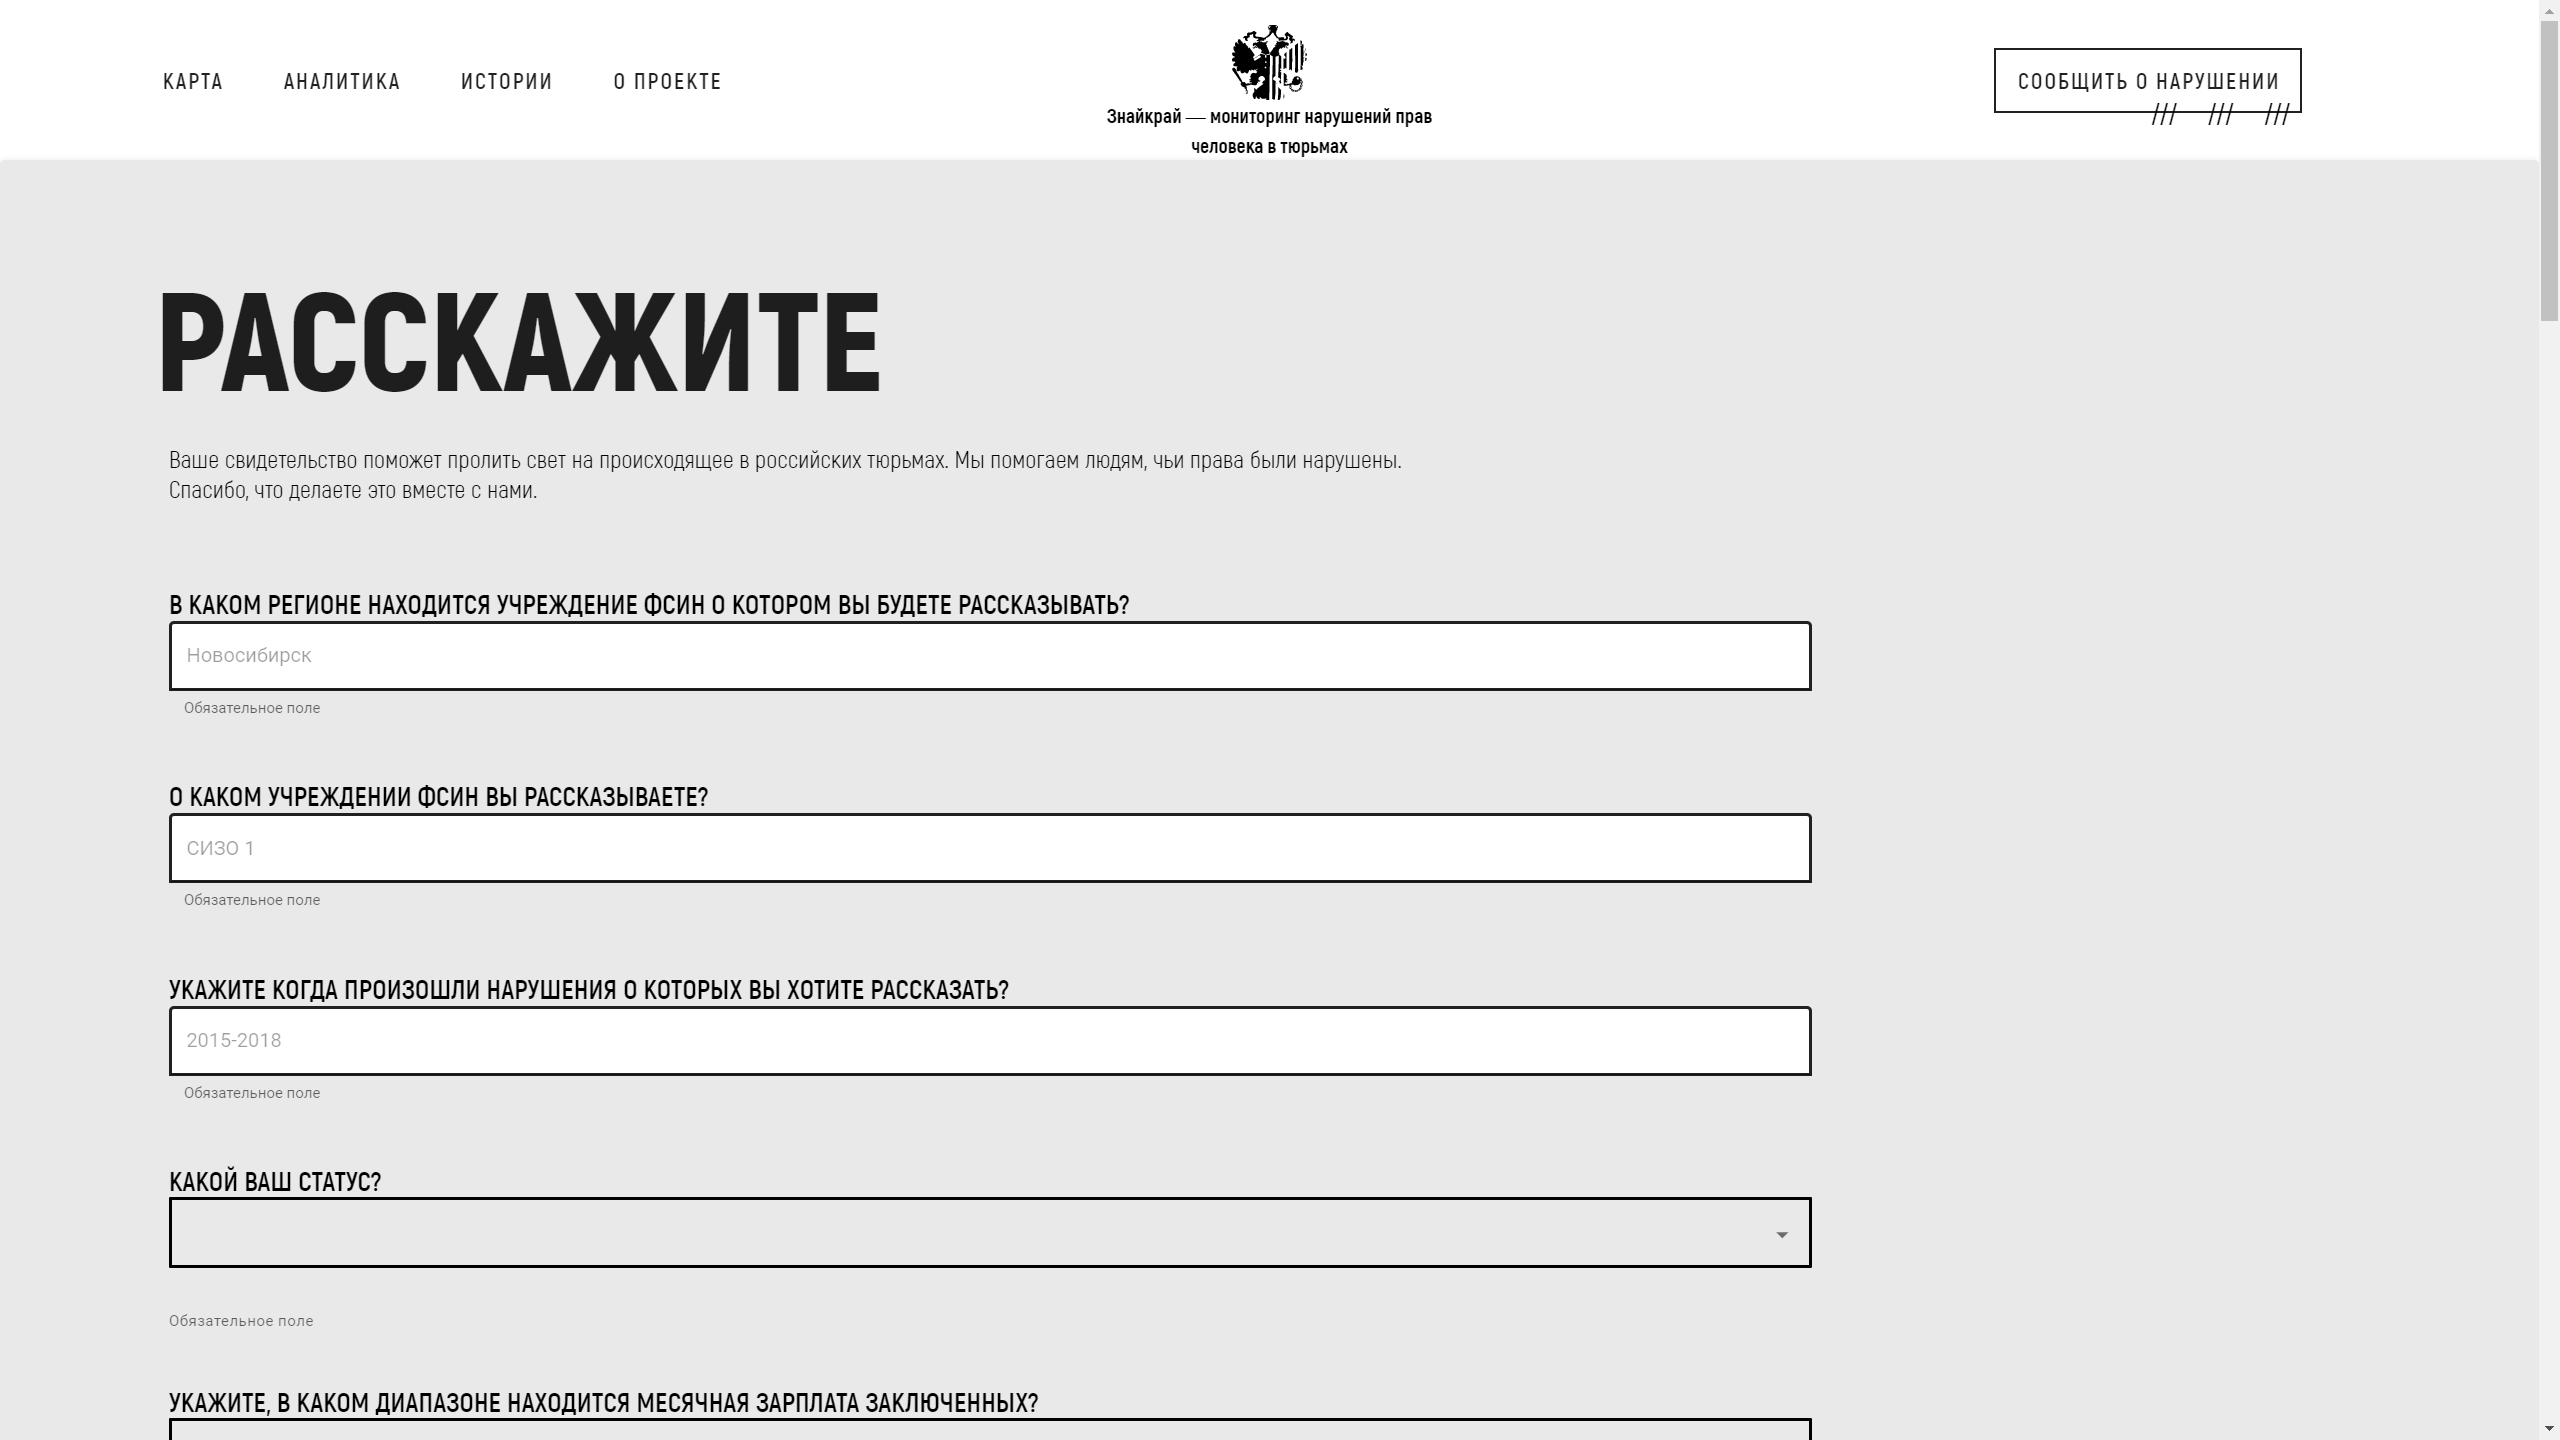 КАРТА
АНАЛИТИКА
ИСТОРИИ
О ПРОЕКТЕ
Знайкрай — мониторинг нарушений прав
человека в тюрьмах
СООБЩИТЬ О НАРУШЕНИИ
/// /// ///
РАССКАЖИТЕ
Ваше свидетельство поможет пролить свет на происходящее в российских тюрьмах. Мы помогаем людям, чьи права были нарушены.
Спасибо, что делаете это вместе с нами.
В КАКОМ РЕГИОНЕ НАХОДИТСЯ УЧРЕЖДЕНИЕ ФСИН О КОТОРОМ ВЫ БУДЕТЕ РАССКАЗЫВАТЬ?
Новосибирск
Обязательное поле
О КАКОМ УЧРЕЖДЕНИИ ФСИН ВЫ РАССКАЗЫВАЕТЕ?
СИЗО 1
Обязательное поле
УКАЖИТЕ КОГДА ПРОИЗОШЛИ НАРУШЕНИЯ О КОТОРЫХ ВЫ ХОТИТЕ РАССКАЗАТЬ?
2015-2018
Обязательное поле
КАКОЙ ВАШ СТАТУС?
Обязательное поле
УКАЖИТЕ, В КАКОМ ДИАПАЗОНЕ НАХОДИТСЯ МЕСЯЧНАЯ ЗАРПЛАТА ЗАКЛЮЧЕННЫХ?